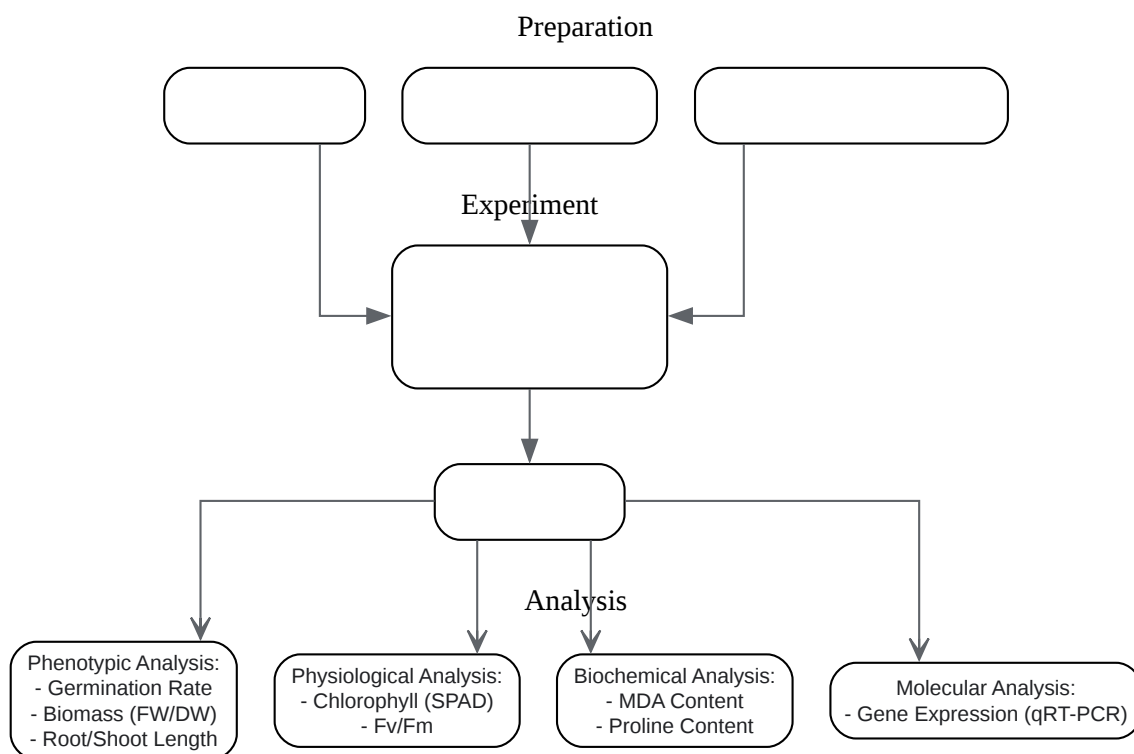 Preparation
Experiment
Analysis
Phenotypic Analysis:
- Germination Rate
- Biomass (FW/DW)
- Root/Shoot Length
Physiological Analysis:
- Chlorophyll (SPAD)
- Fv/Fm
Biochemical Analysis:
- MDA Content
- Proline Content
Molecular Analysis:
- Gene Expression (qRT-PCR)